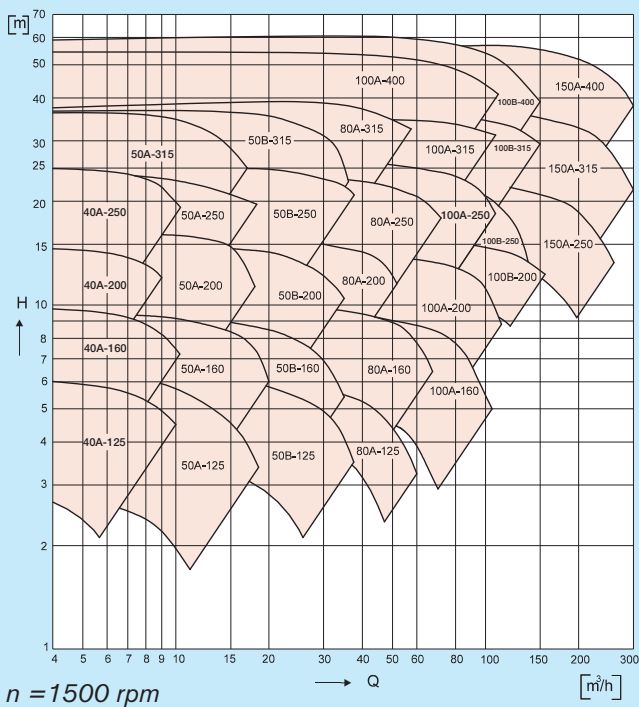 [m]
70
60
50
40
30
25
20
15
10
9
8
7
6
5
4
3
2
1
H
150A-400
100A-400
100B-400
80A-315
50B-315
100A-315
100B-315
50A-315
150A-315
40A-250
50A-250
50B-250
80A-250
100A-250
100B-250
150A-250
40A-200
50A-200
50B-200
80A-200
100A-200
100B-200
40A-160
50A-160
50B-160
80A-160
100A-160
40A-125
50A-125
50B-125
80A-125
4 5 6 7 8 9 10 15 20 30 40 50 60 80 100 150 200 300
Q
[m³/h]
n = 1500 rpm